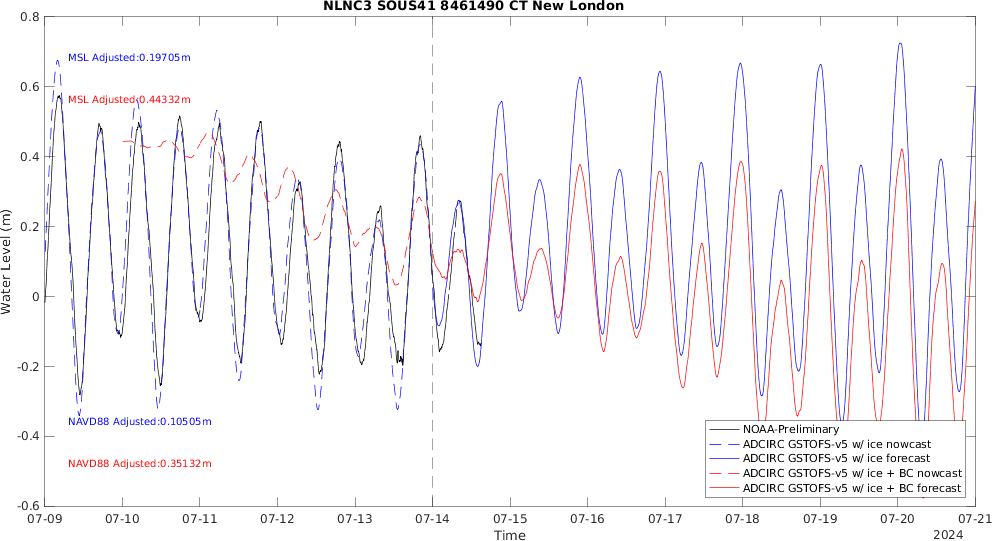 NLNC3 SOUS41 8461490 CT New London
0.8
0.6
0.4
0.2
0
-0.2
-0.4
-0.6
Water Level (m)
MSL Adjusted:0.19705m
MSL Adjusted:0.44332m
NAVD88 Adjusted:0.10505m
NAVD88 Adjusted:0.35132m
NOAA-Preliminary
ADCIRC GSTOFS-v5 w/ ice nowcast
ADCIRC GSTOFS-v5 w/ ice forecast
ADCIRC GSTOFS-v5 w/ ice + BC nowcast
ADCIRC GSTOFS-v5 w/ ice + BC forecast
07-09 07-10 07-11 07-12 07-13 07-14 07-15 07-16 07-17 07-18 07-19 07-20 07-21
Time
2024